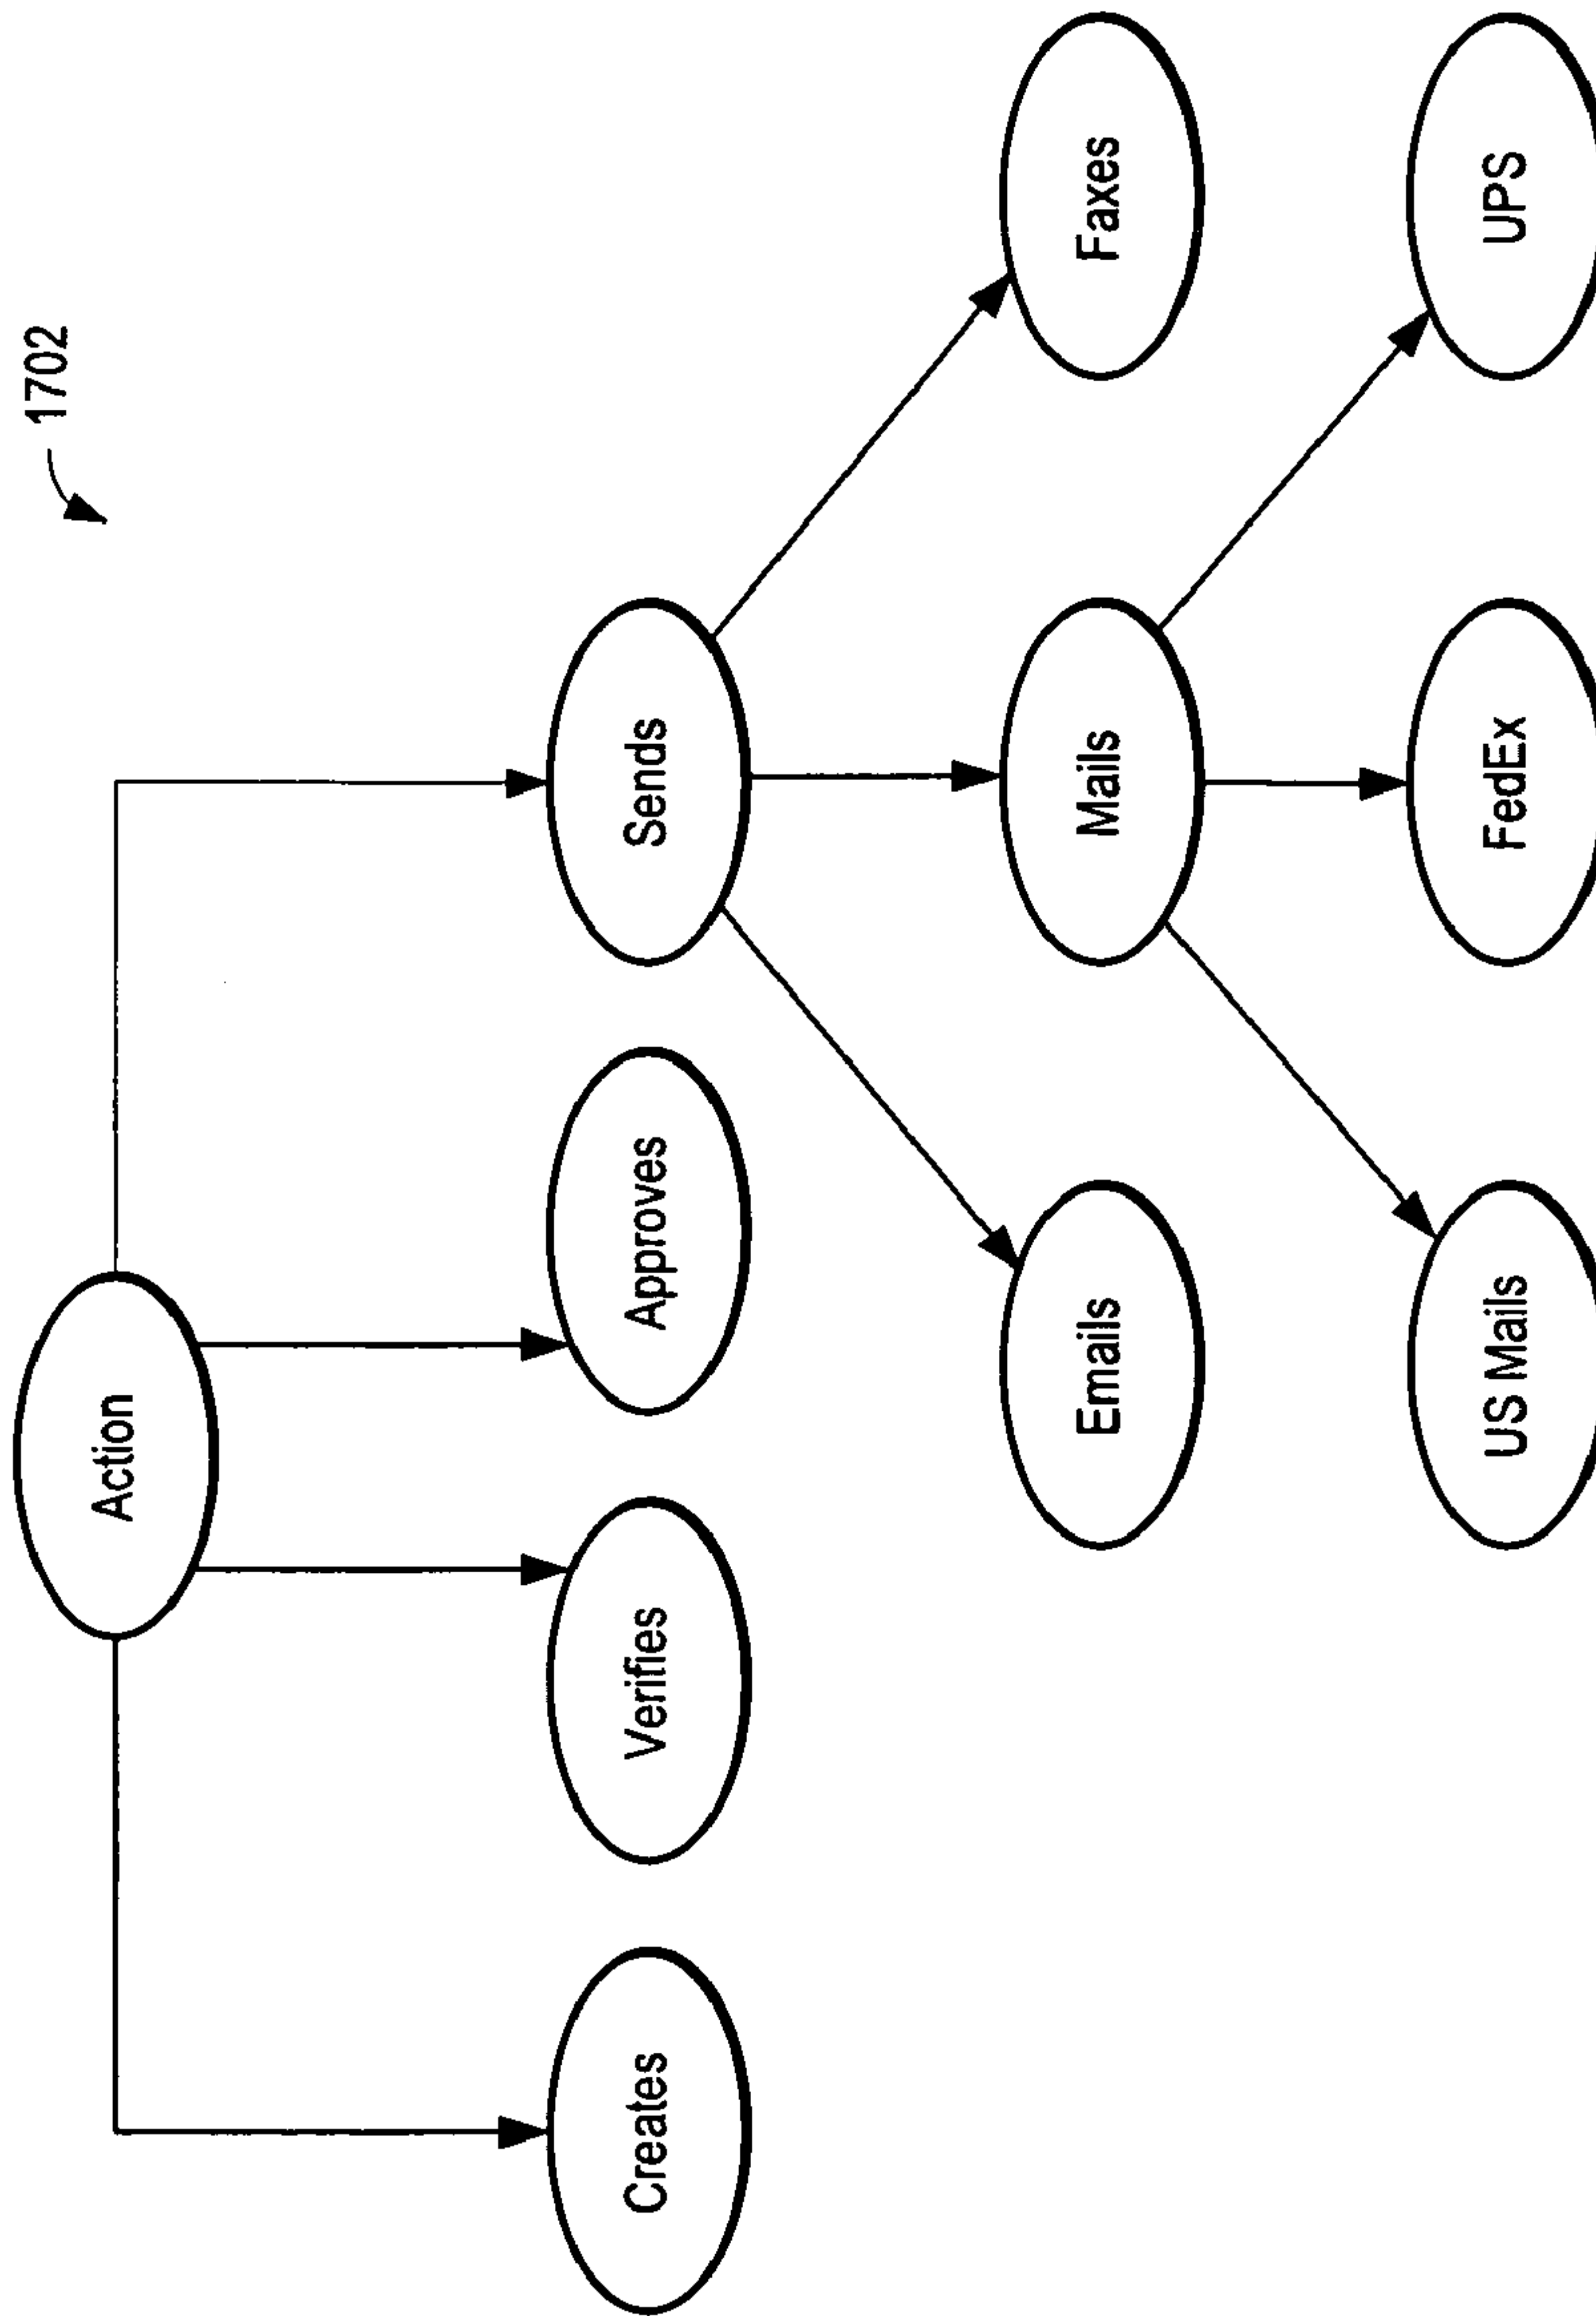 1702
Action
Creates
Verifies
Approves
Sends
Emails
Mails
Faxes
US Mails
FedEx
UPS